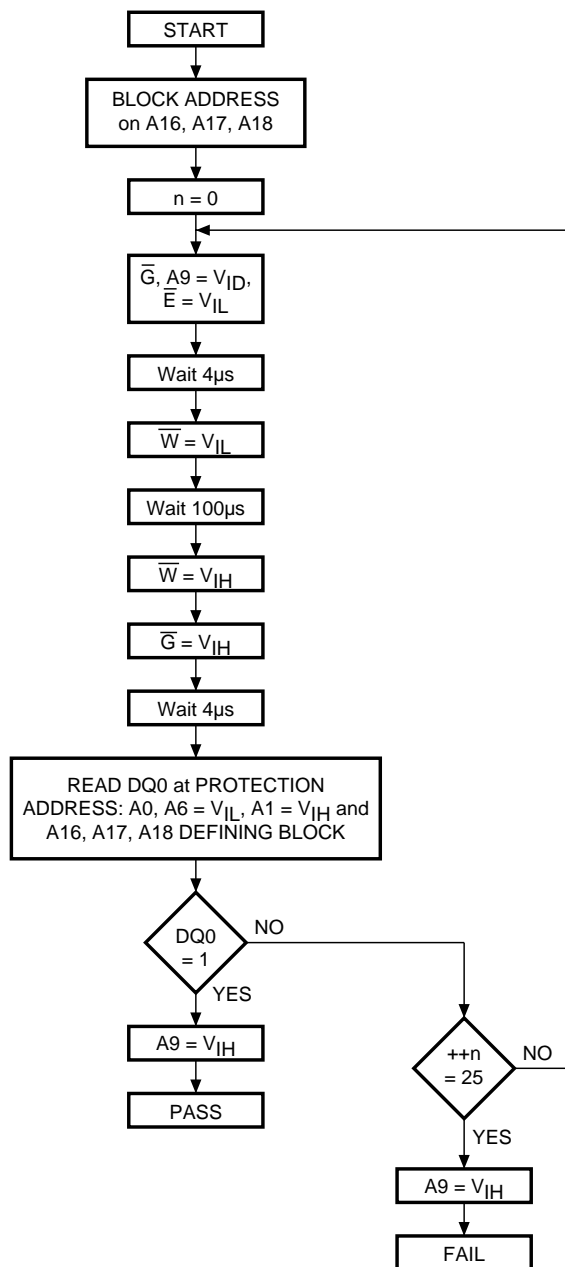 START
BLOCK ADDRESS
on A16, A17, A18
n = 0
G̅, A9 = VID,
E̅ = VIL
Wait 4µs
W̅ = VIL
Wait 100µs
W̅ = VIH
G̅ = VIH
Wait 4µs
READ DQ0 at PROTECTION
ADDRESS: A0, A6 = VIL, A1 = VIH and
A16, A17, A18 DEFINING BLOCK
DQ0
= 1
NO
YES
A9 = VIH
PASS
++n
= 25
NO
YES
A9 = VIH
FAIL